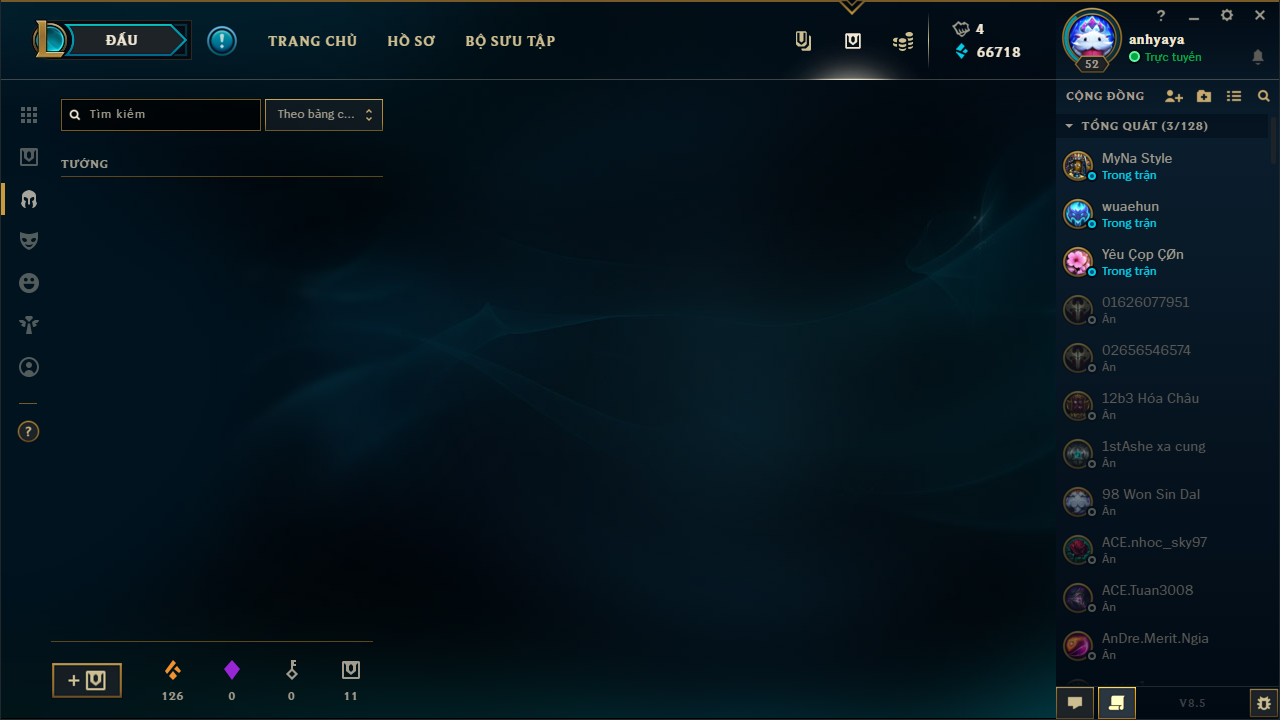 ĐẤU
TRANG CHỦ
HỒ SƠ
BỘ SƯU TẬP
4
66718
52
anhyaya
Trực tuyến
Tìm kiếm
Theo bảng c...
TƯỚNG
CỘNG ĐỒNG
TỔNG QUÁT (3/128)
MyNa Style
Trong trận
wuaehun
Trong trận
Yêu Çọp ÇØn
Trong trận
01626077951
Ẩn
02656546574
Ẩn
12b3 Hóa Châu
Ẩn
1stAshe xa cung
Ẩn
98 Won Sin Dal
Ẩn
ACE.nhoc_sky97
Ẩn
ACE.Tuan3008
Ẩn
AnDre.Merit.Ngia
Ẩn
126
0
0
11
V8.5